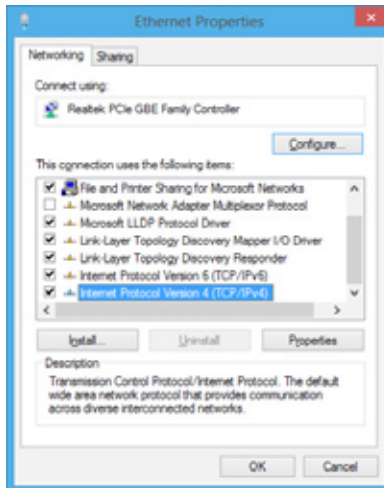 Ethernet Properties
Networking Sharing
Connect using:
Realtek PCIe GBE Family Controller
Configure...
This connection uses the following items:
File and Printer Sharing for Microsoft Networks
Microsoft Network Adapter Multiplexor Protocol
Microsoft LLDP Protocol Driver
Link-Layer Topology Discovery Mapper I/O Driver
Link-Layer Topology Discovery Responder
Internet Protocol Version 6 (TCP/IPv6)
Internet Protocol Version 4 (TCP/IPv4)
Install... Uninstall Properties
Description
Transmission Control Protocol/Internet Protocol. The default
wide area network protocol that provides communication
across diverse interconnected networks.
OK Cancel